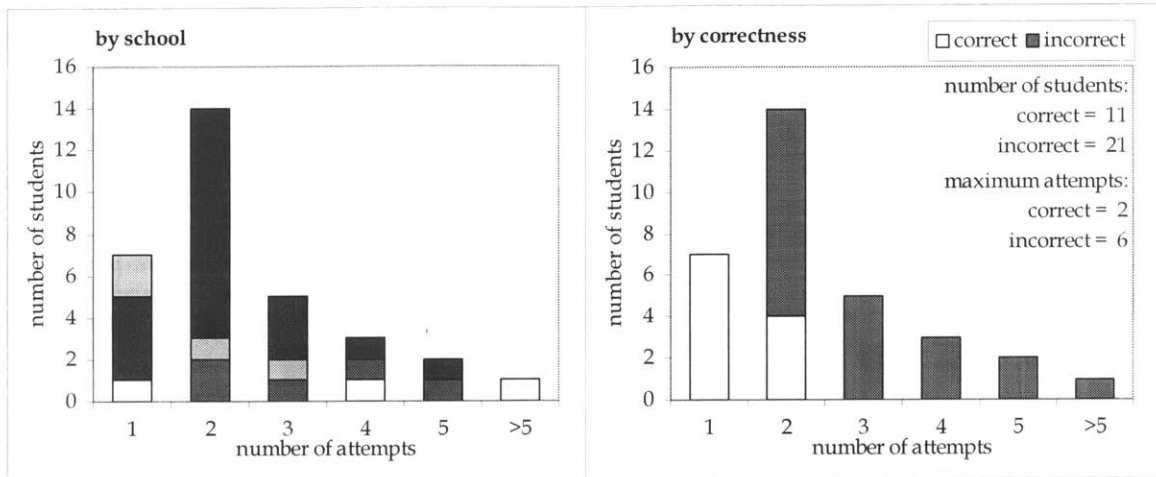 by school
16
14
12
10
8
6
4
2
0
number of students
1 2 3 4 5 >5
number of attempts
by correctness
correct incorrect
16
14
12
10
8
6
4
2
0
number of students
number of students:
correct = 11
incorrect = 21
maximum attempts:
correct = 2
incorrect = 6
1 2 3 4 5 >5
number of attempts